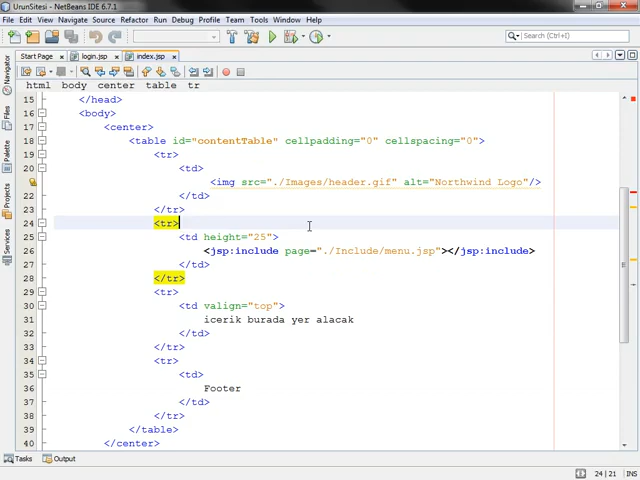 UrunSitesi - NetBeans IDE 6.7.1
File Edit View Navigate Source Refactor Run Debug Profile Team Tools Window Help
Search (Ctrl+I)
Start Page login.jsp index.jsp
html body center table tr
Navigator
Files
Palette
Projects
Services
15 </head>
16 <body>
17 <center>
18 <table id="contentTable" cellpadding="0" cellspacing="0">
19 <tr>
20 <td>
<img src="./Images/header.gif" alt="Northwind Logo"/>
22 </td>
23 </tr>
24 <tr>
25 <td height="25">
26 <jsp:include page="./Include/menu.jsp"></jsp:include>
27 </td>
28 </tr>
29 <tr>
30 <td valign="top">
31 icerik burada yer alacak
32 </td>
33 </tr>
34 <tr>
35 <td>
36 Footer
37 </td>
38 </tr>
39 </table>
40 </center>
Tasks Output
24 | 21 INS